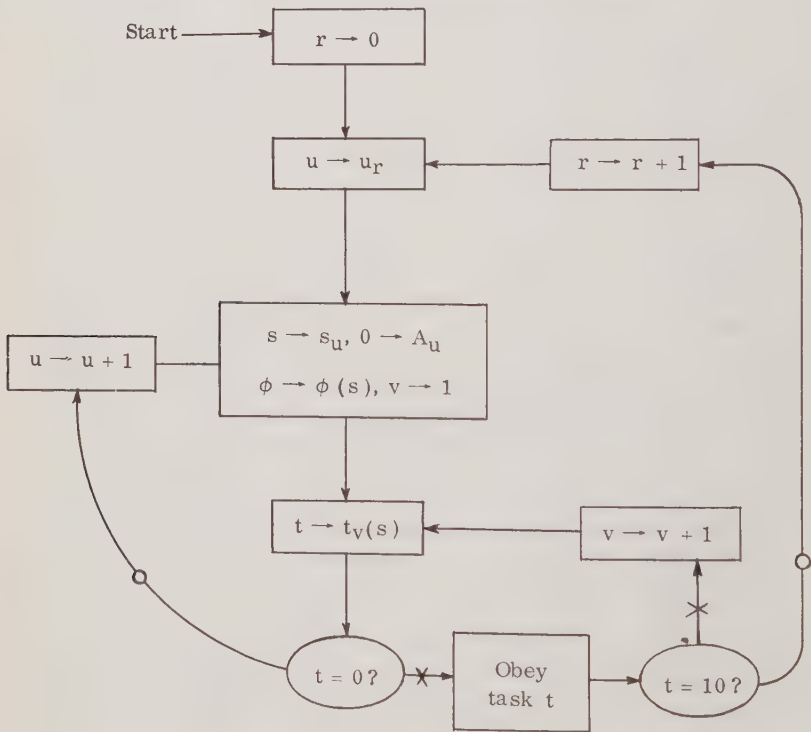 Start
r → 0
u → u_r
r → r + 1
s → s_u, 0 → A_u
φ → φ(s), v → 1
u → u + 1
t → t_v(s)
v → v + 1
t = 0?
Obey
task t
t = 10?